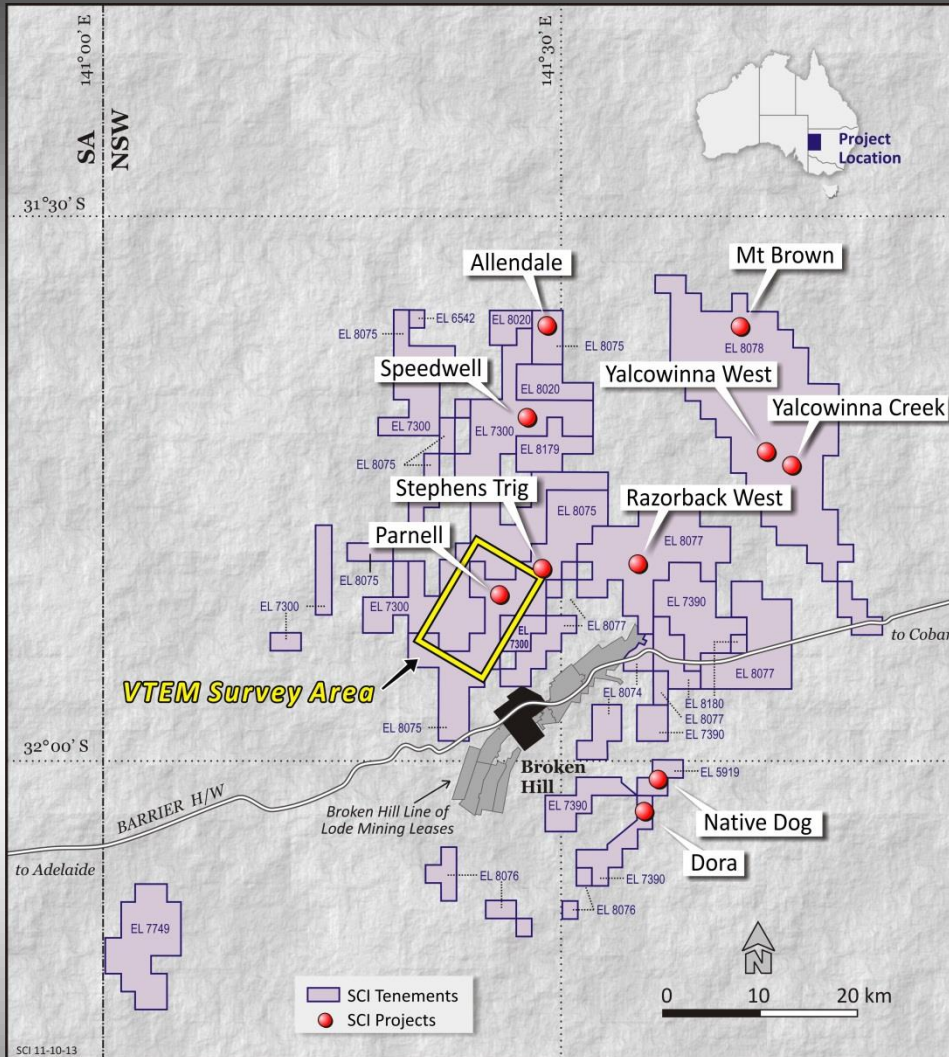 141°00' E
141°30' E
SA
NSW
Project
Location
31°30' S
Allendale
Mt Brown
EL 6542
EL 8020
EL 8075
EL 8075
EL 8078
Speedwell
Yalcowinna West
EL 8020
Yalcowinna Creek
EL 7300
EL 7300
EL 8179
EL 8075
Stephens Trig
Razorback West
EL 8075
Parnell
EL 8077
EL 8075
EL 7390
EL 7300
EL 7300
EL 8077
EL
7300
to Cobar
EL 8077
VTEM Survey Area
EL 8074
EL 8180
EL 8077
EL 8075
EL 7390
32°00' S
Broken
Hill
EL 5919
BARRIER H/W
Broken Hill Line of
Lode Mining Leases
EL 7390
Native Dog
to Adelaide
Dora
EL 8076
EL 7390
EL 8076
EL 7749
N
SCI Tenements
SCI Projects
0 10 20 km
SCI 11-10-13